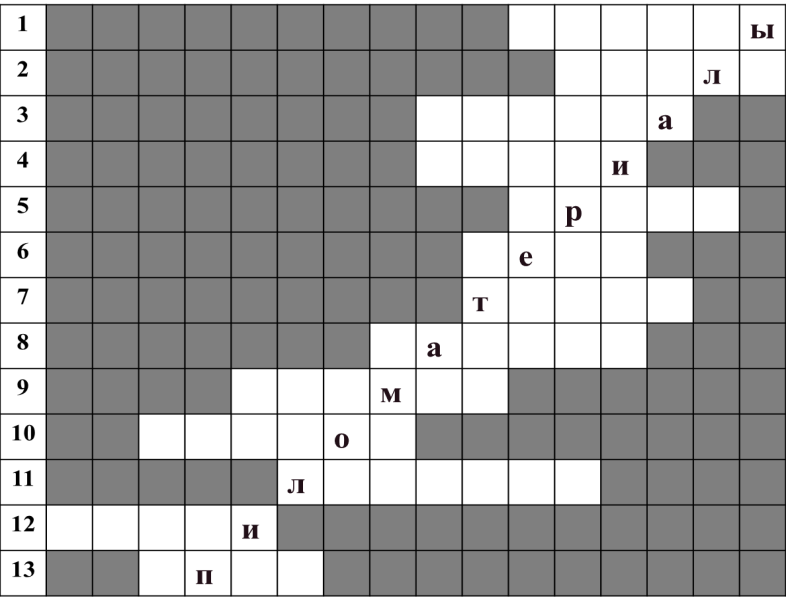 1 ы
2 л
3 а
4 и
5 р
6 е
7 т
8 а
9 м
10 о
11 л
12 и
13 п